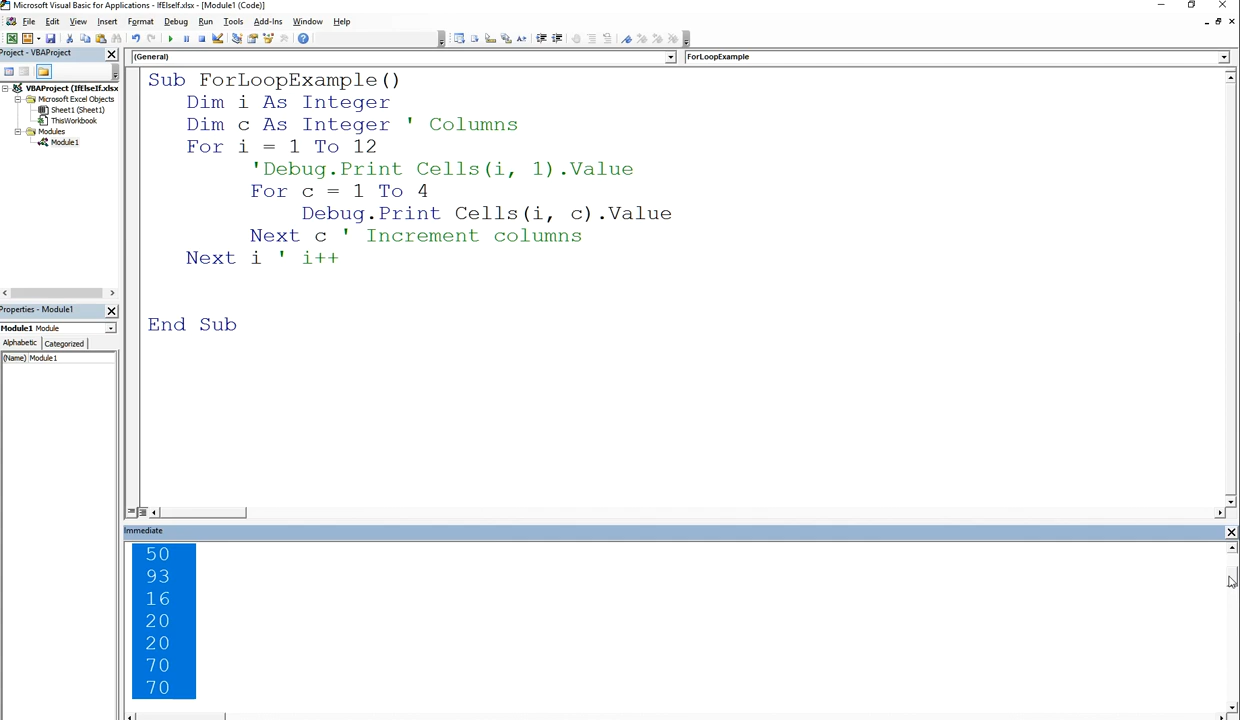 Microsoft Visual Basic for Applications - IfElseIf.xlsx - [Module1 (Code)]
File Edit View Insert Format Debug Run Tools Add-Ins Window Help
Project - VBAProject
VBAProject (IfElseIf.xlsx
Microsoft Excel Objects
Sheet1 (Sheet1)
ThisWorkbook
Modules
Module1
Properties - Module1
Module1 Module
Alphabetic Categorized
(Name) Module1
(General) ForLoopExample
Sub ForLoopExample()
Dim i As Integer
Dim c As Integer ' Columns
For i = 1 To 12
'Debug.Print Cells(i, 1).Value
For c = 1 To 4
Debug.Print Cells(i, c).Value
Next c ' Increment columns
Next i ' i++
End Sub
Immediate
50
93
16
20
20
70
70